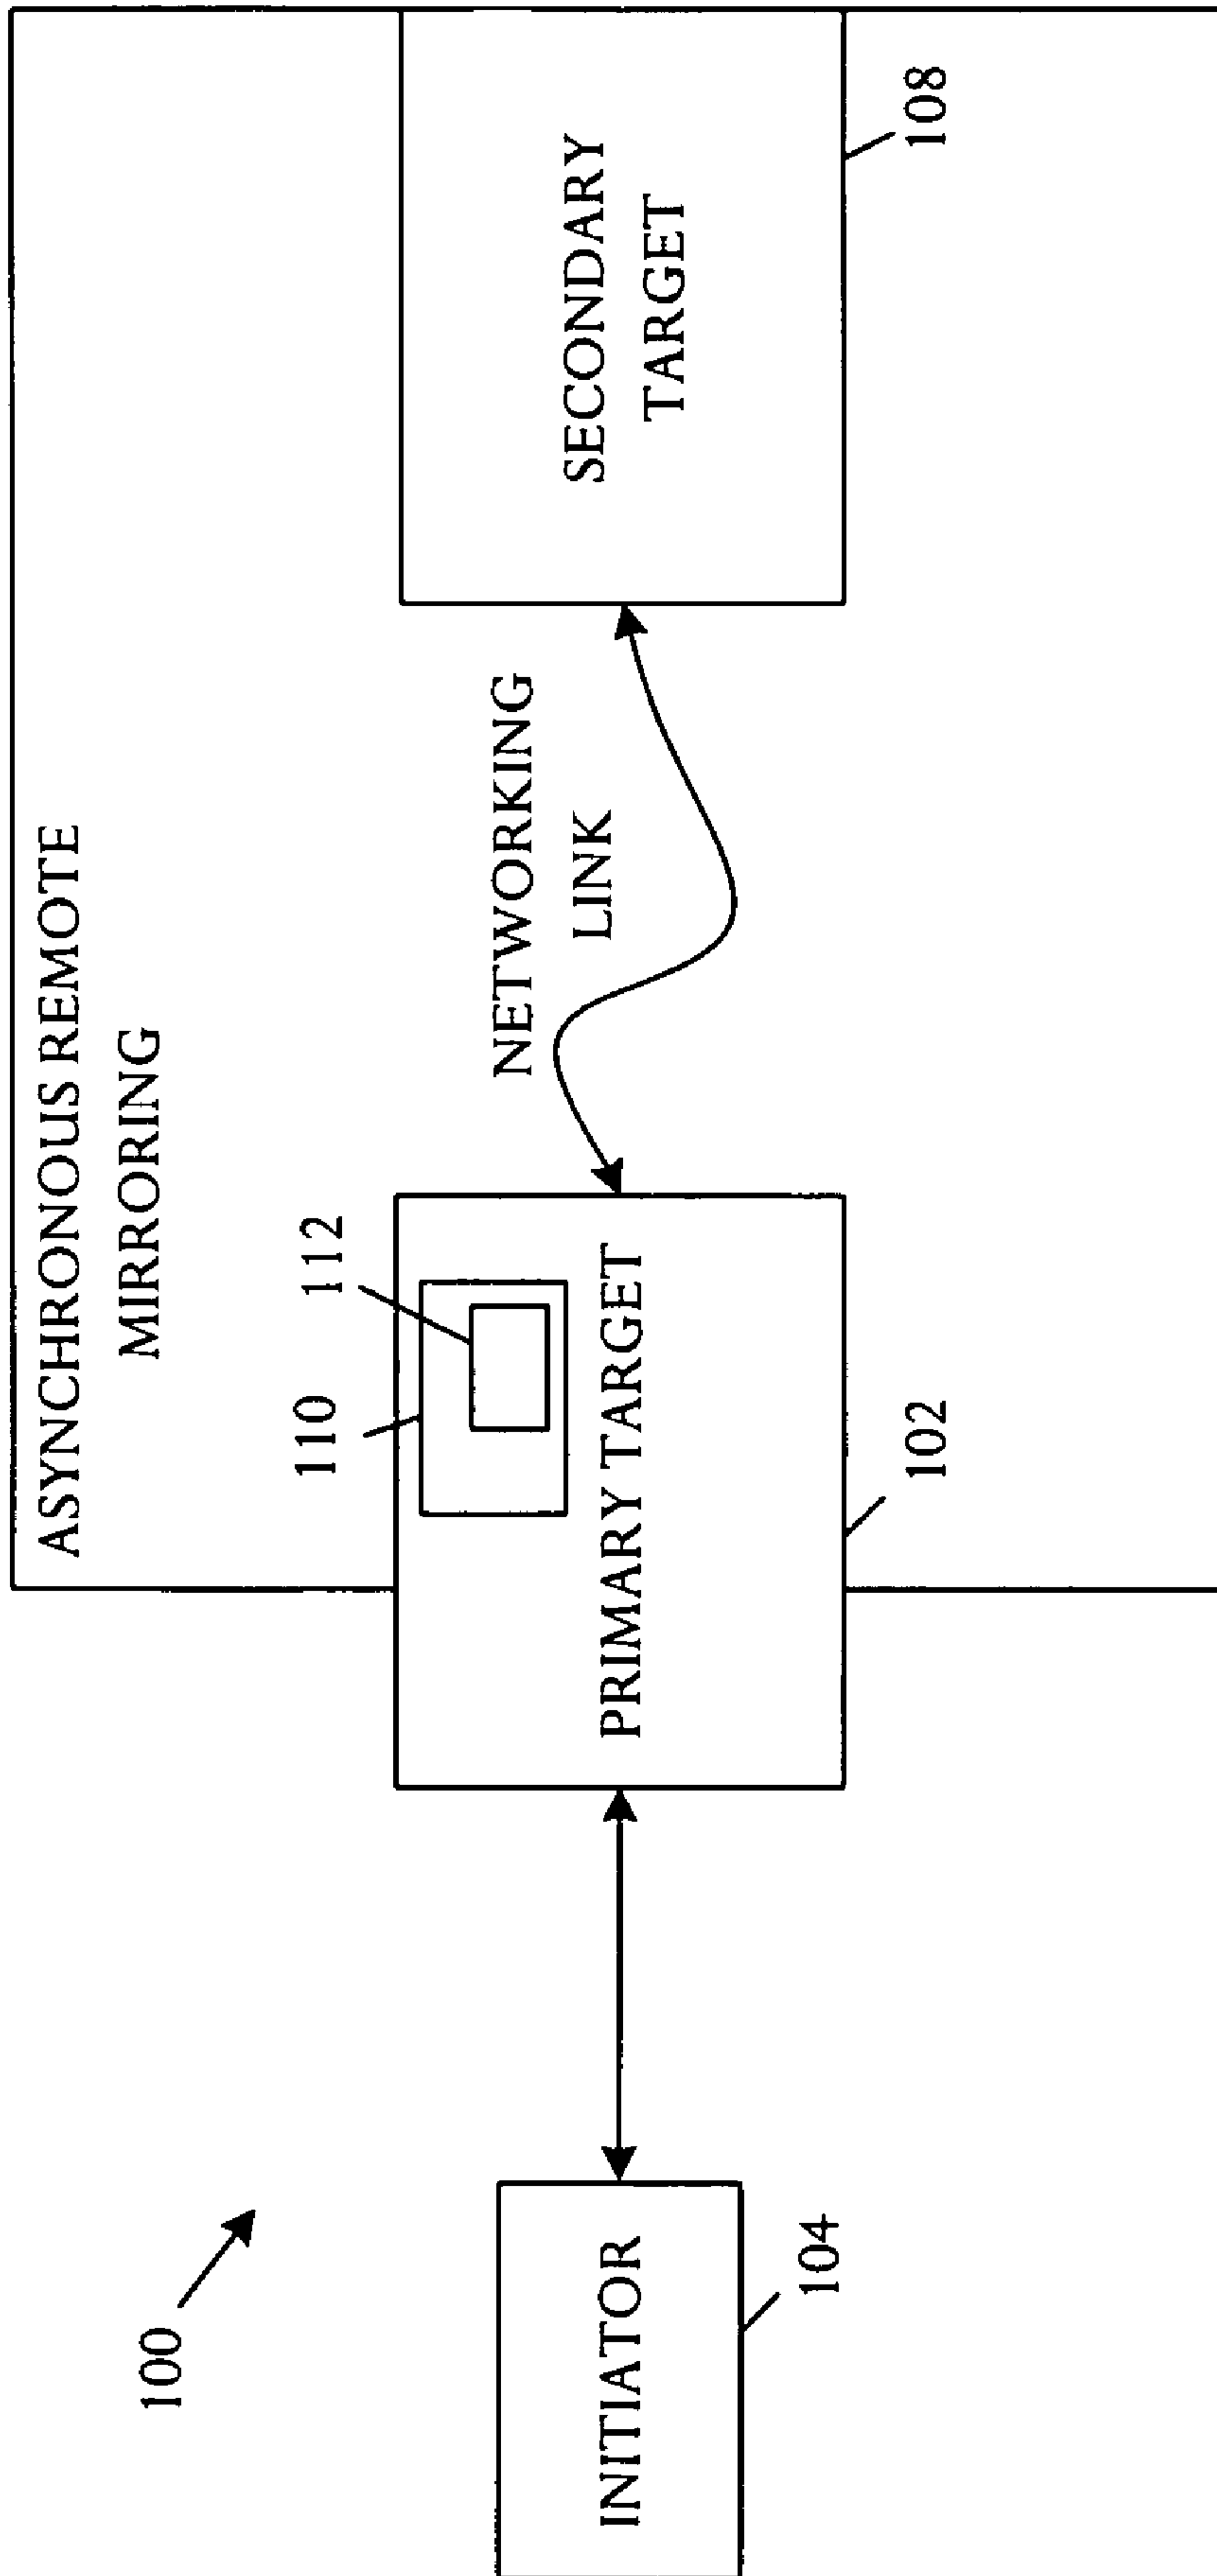 ASYNCHRONOUS REMOTE
MIRRORING
100
110
112
NETWORKING
LINK
INITIATOR
PRIMARY TARGET
SECONDARY
TARGET
104
102
108